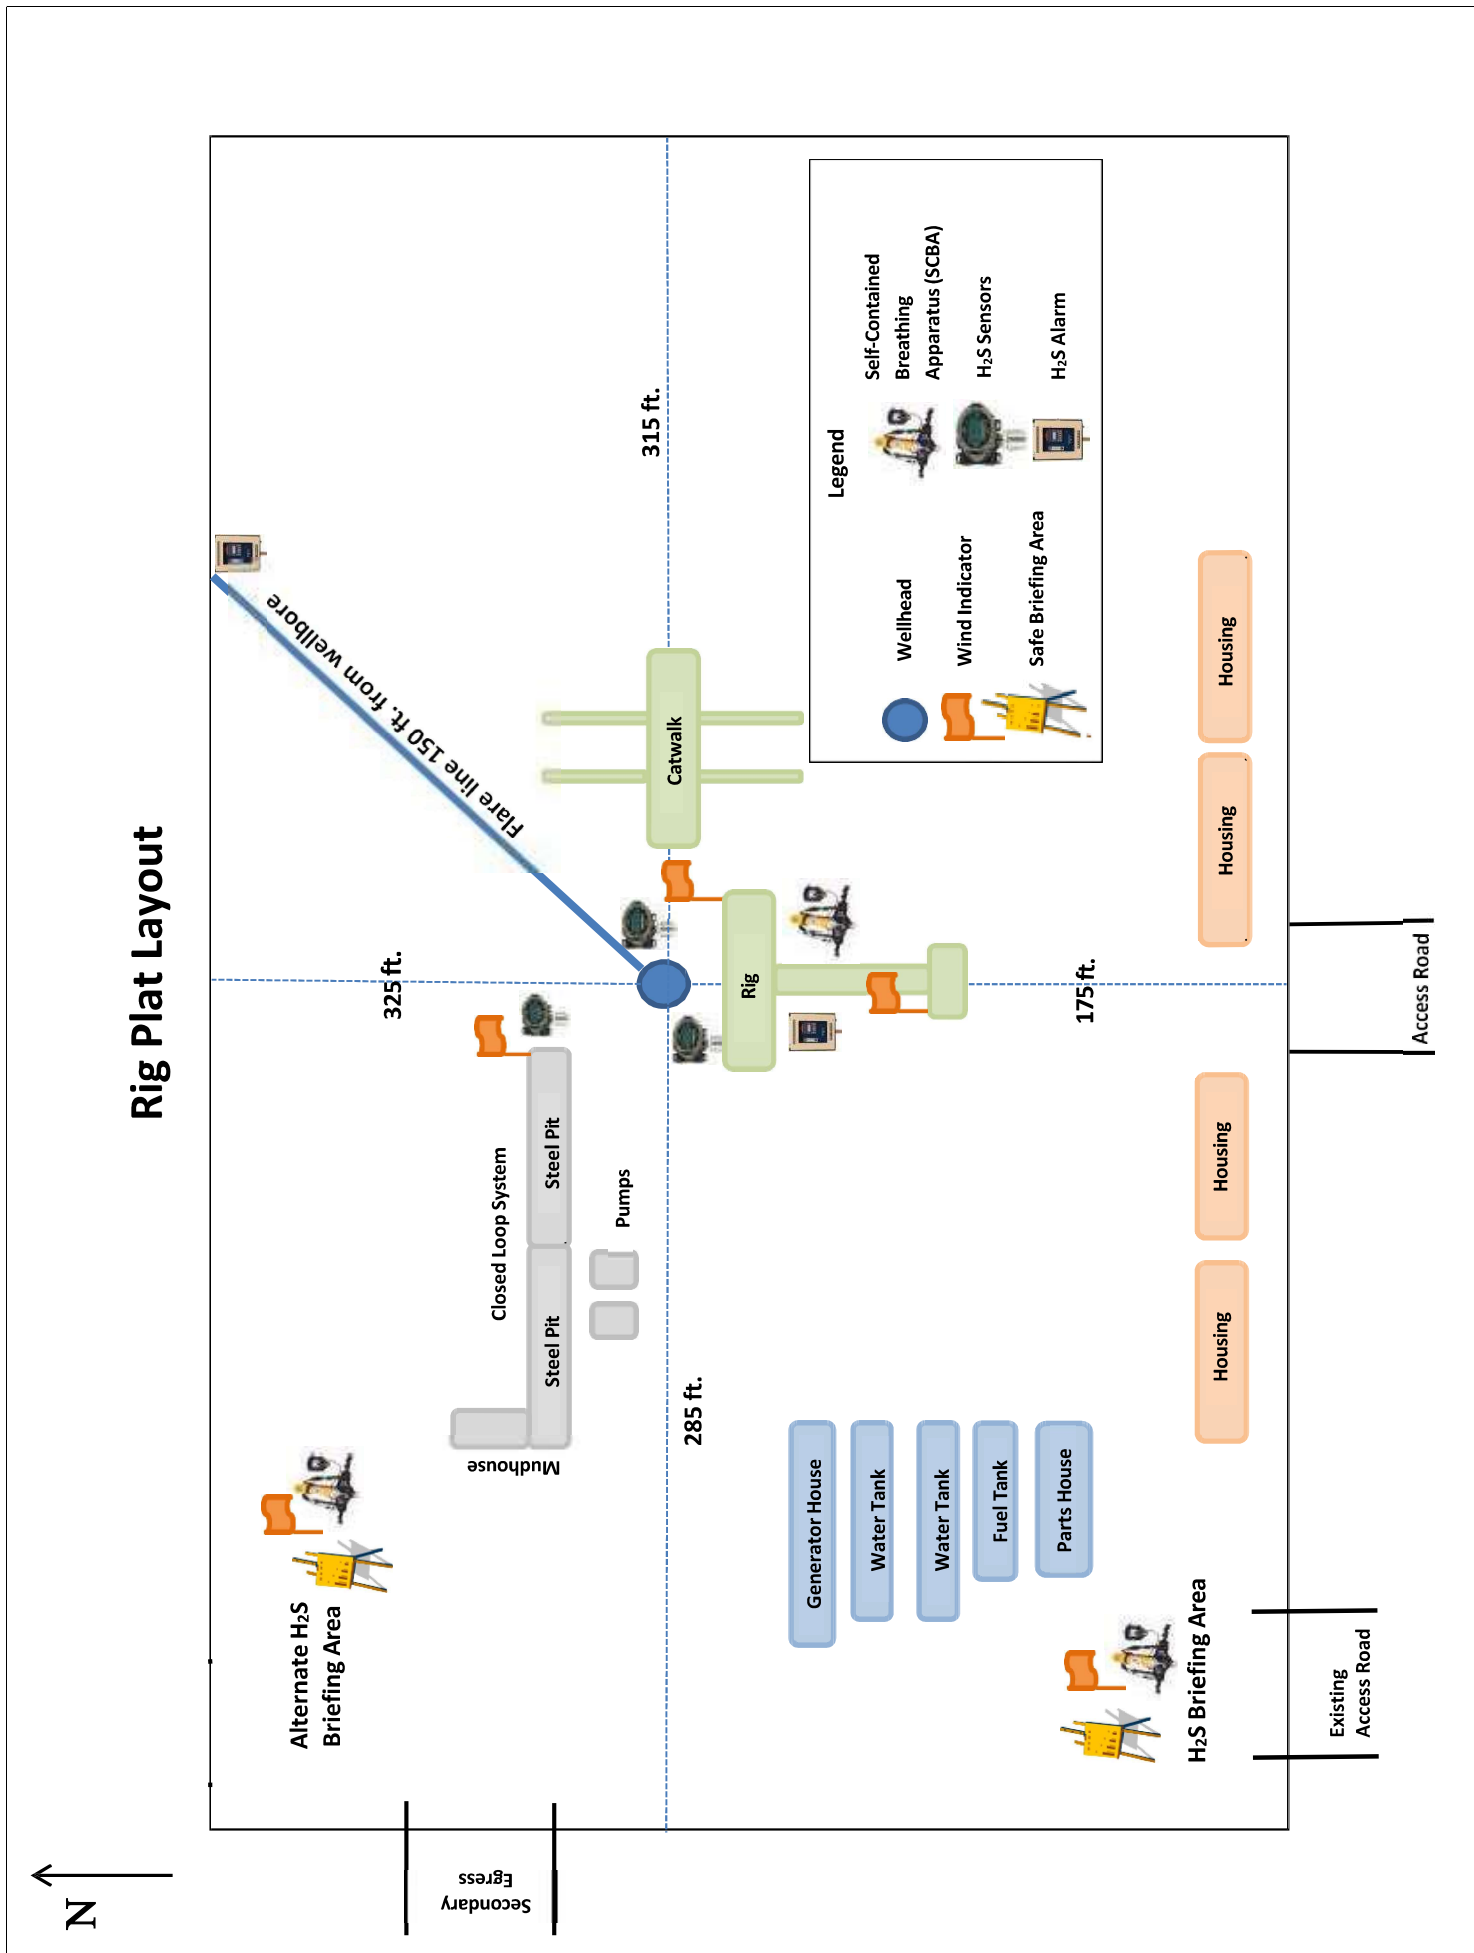 Rig Plat Layout
N
Secondary
Egress
Alternate H₂S
Briefing Area
Mudhouse
Closed Loop System
Steel Pit
Steel Pit
Pumps
325 ft.
Flare line 150 ft. from wellbore
285 ft.
315 ft.
Rig
Catwalk
175 ft.
Generator House
Water Tank
Water Tank
Fuel Tank
Parts House
H₂S Briefing Area
Housing
Housing
Housing
Housing
Existing
Access Road
Access Road
Legend
Wellhead
Wind Indicator
Safe Briefing Area
Self-Contained
Breathing
Apparatus (SCBA)
H₂S Sensors
H₂S Alarm